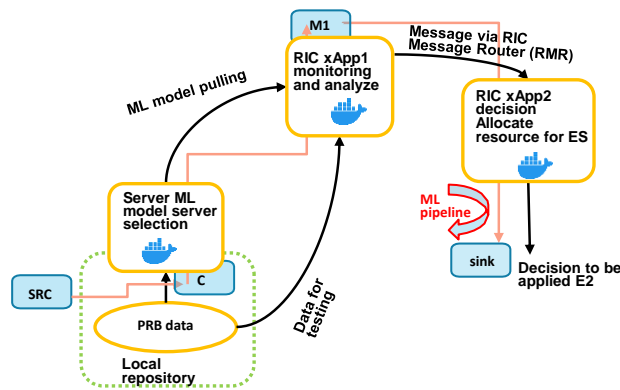 M1
RIC xApp1
monitoring
and analyze
Message via RIC
Message Router (RMR)
ML model pulling
RIC xApp2
decision
Allocate
resource for ES
Server ML
model server
selection
ML
pipeline
SRC
C
sink
Decision to be
applied E2
PRB data
Data for
testing
Local
repository